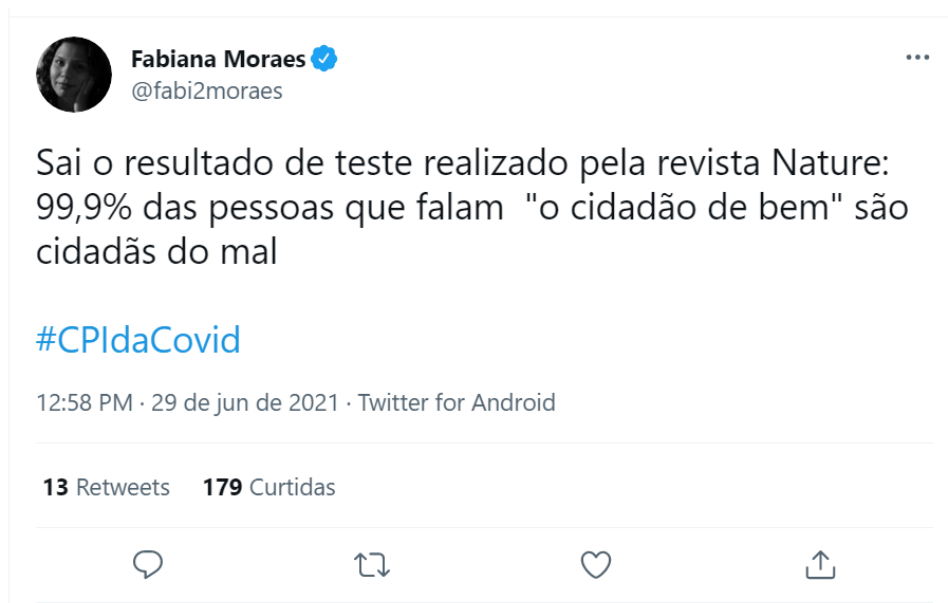 Fabiana Moraes
@fabi2moraes
Sai o resultado de teste realizado pela revista Nature:
99,9% das pessoas que falam  "o cidadão de bem" são
cidadãs do mal
#CPIdaCovid
12:58 PM · 29 de jun de 2021 · Twitter for Android
13 Retweets 179 Curtidas